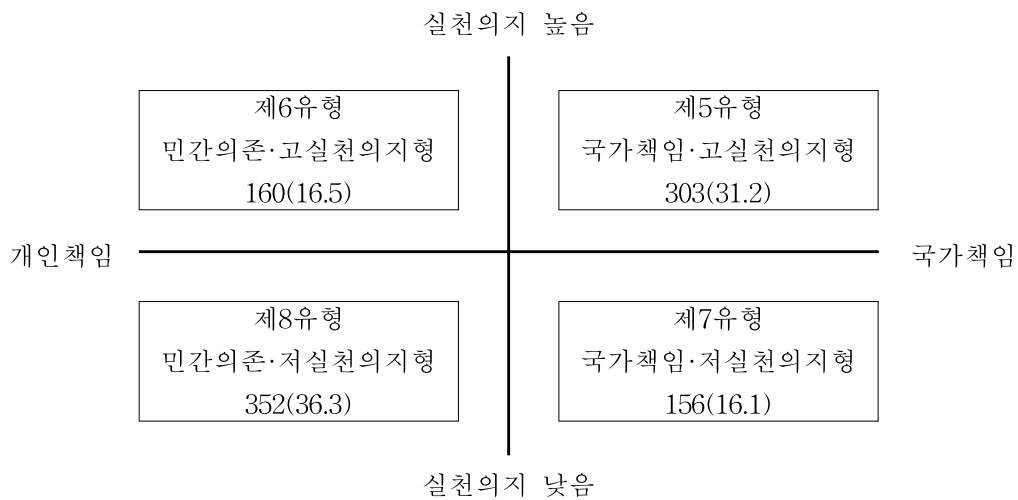 실천의지 높음
제6유형
민간의존·고실천의지형
160(16.5)
제5유형
국가책임·고실천의지형
303(31.2)
개인책임
국가책임
제8유형
민간의존·저실천의지형
352(36.3)
제7유형
국가책임·저실천의지형
156(16.1)
실천의지 낮음